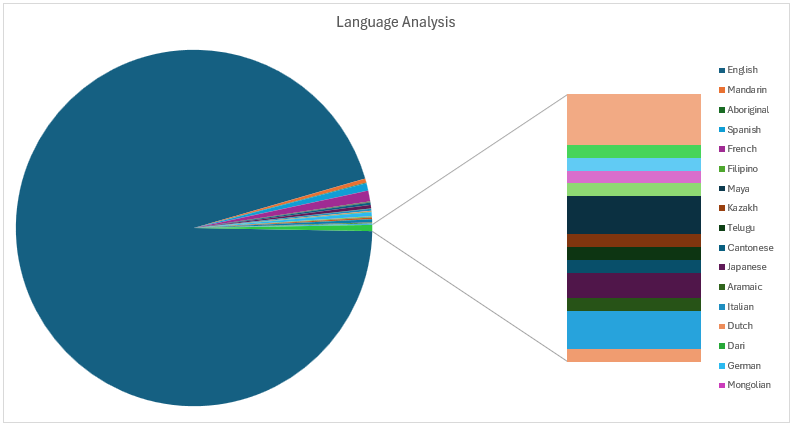 Language Analysis
English
Mandarin
Aboriginal
Spanish
French
Filipino
Maya
Kazakh
Telugu
Cantonese
Japanese
Aramaic
Italian
Dutch
Dari
German
Mongolian